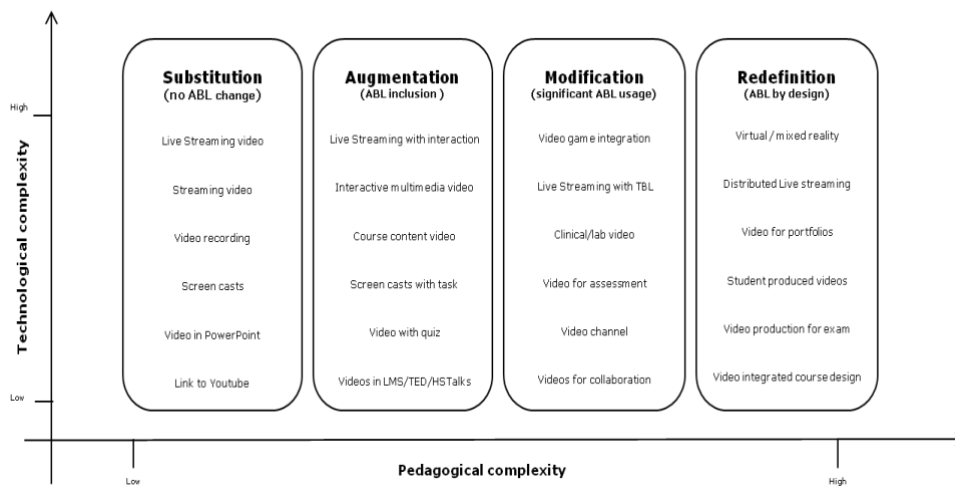 Technological complexity
High
Low
Substitution
(no ABL change)
Live Streaming video
Streaming video
Video recording
Screen casts
Video in PowerPoint
Link to Youtube
Augmentation
(ABL inclusion )
Live Streaming with interaction
Interactive multimedia video
Course content video
Screen casts with task
Video with quiz
Videos in LMS/TED/HSTalks
Modification
(significant ABL usage)
Video game integration
Live Streaming with TBL
Clinical/lab video
Video for assessment
Video channel
Videos for collaboration
Redefinition
(ABL by design)
Virtual / mixed reality
Distributed Live streaming
Video for portfolios
Student produced videos
Video production for exam
Video integrated course design
Low
Pedagogical complexity
High